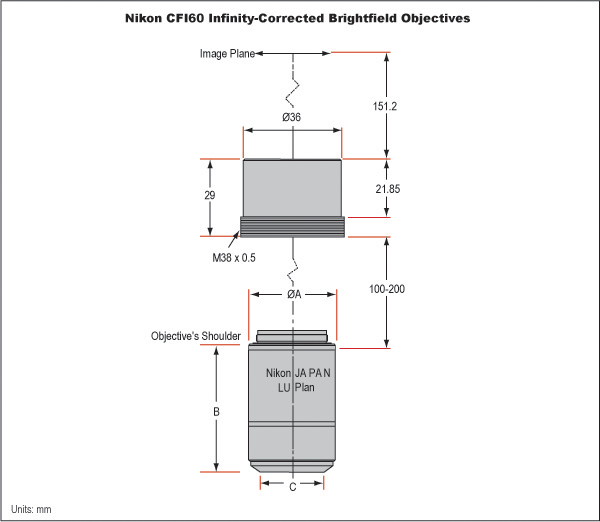 Nikon CFI60 Infinity-Corrected Brightfield Objectives
Image Plane
151.2
Ø36
29
21.85
M38 x 0.5
100-200
ØA
Objective's Shoulder
Nikon JAPAN
LU Plan
B
C
Units: mm